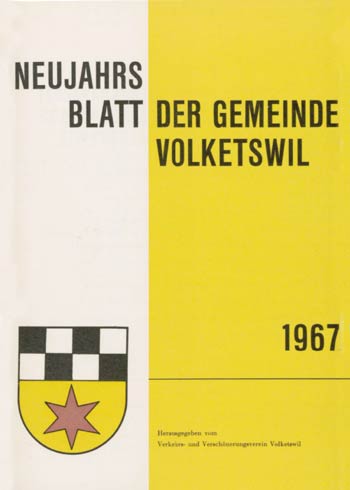 NEUJAHRS
BLATT DER GEMEINDE
VOLKETSWIL
1967
Herausgegeben vom
Verkehrs- und Verschönerungsverein Volketswil